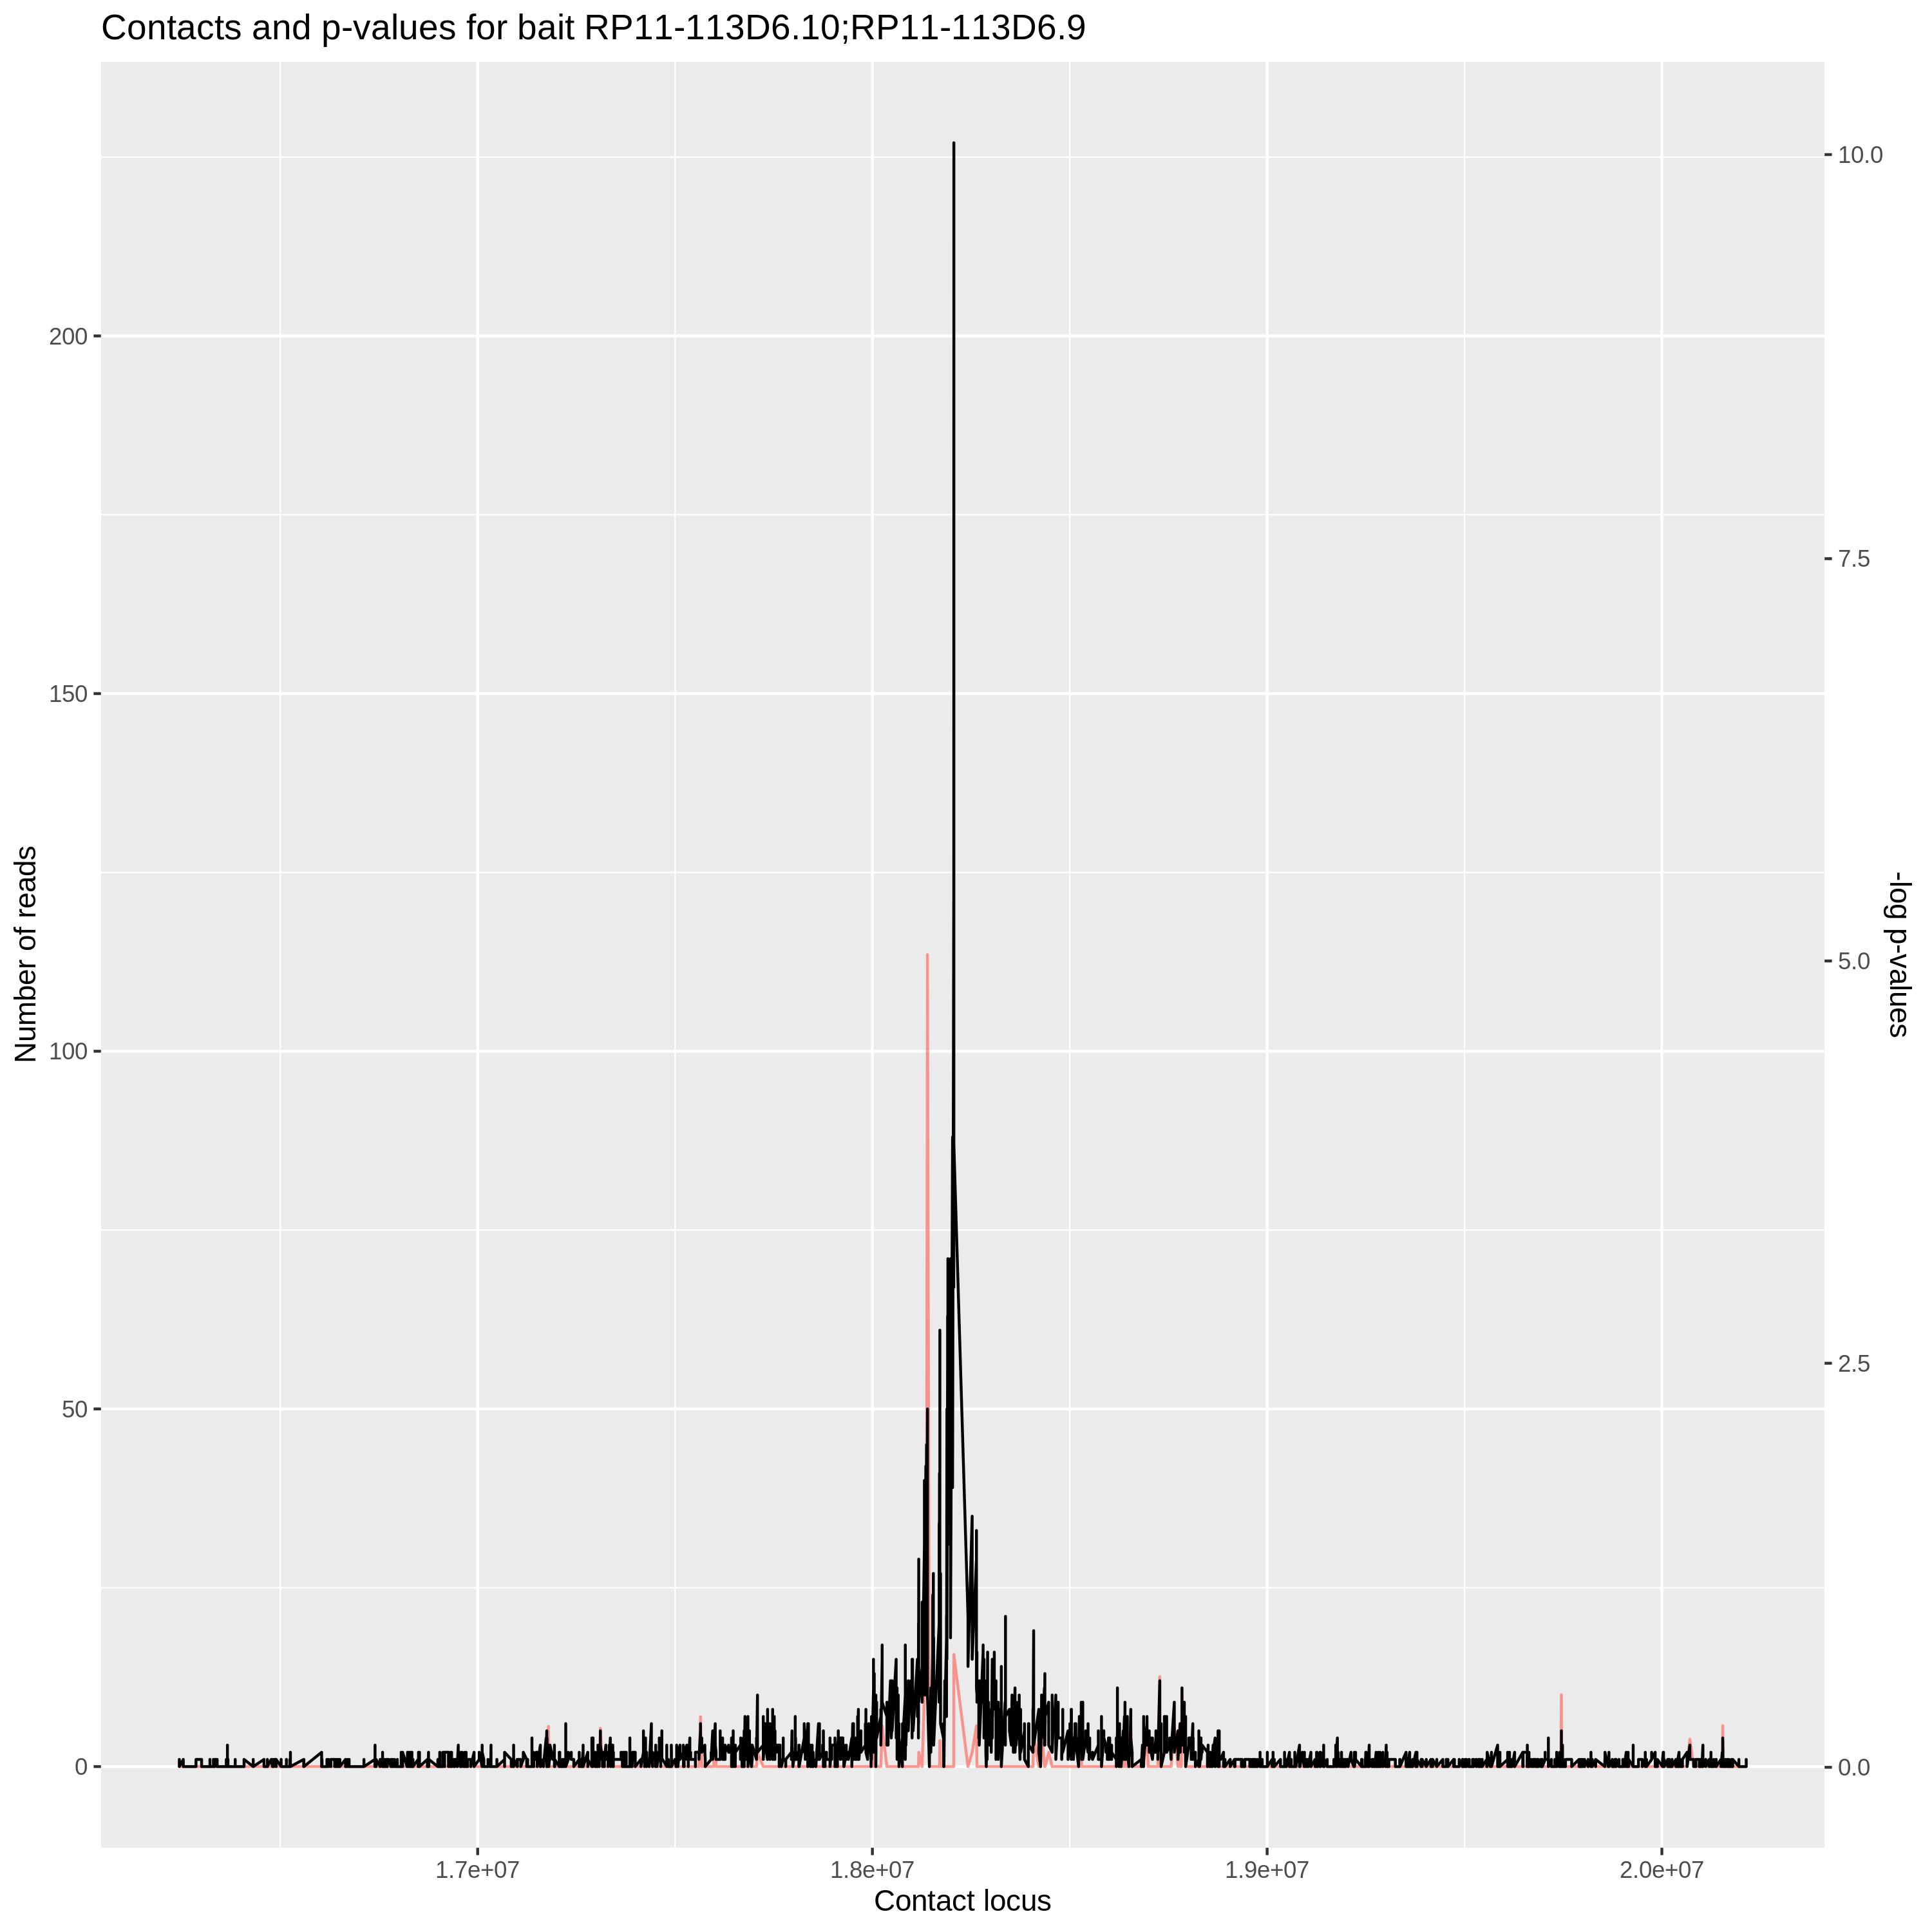 Contacts and p-values for bait RP11-113D6.10;RP11-113D6.9
Number of reads
200
150
100
50
0
10.0
7.5
5.0
2.5
0.0
-log p-values
1.7e+07
1.8e+07
1.9e+07
2.0e+07
Contact locus